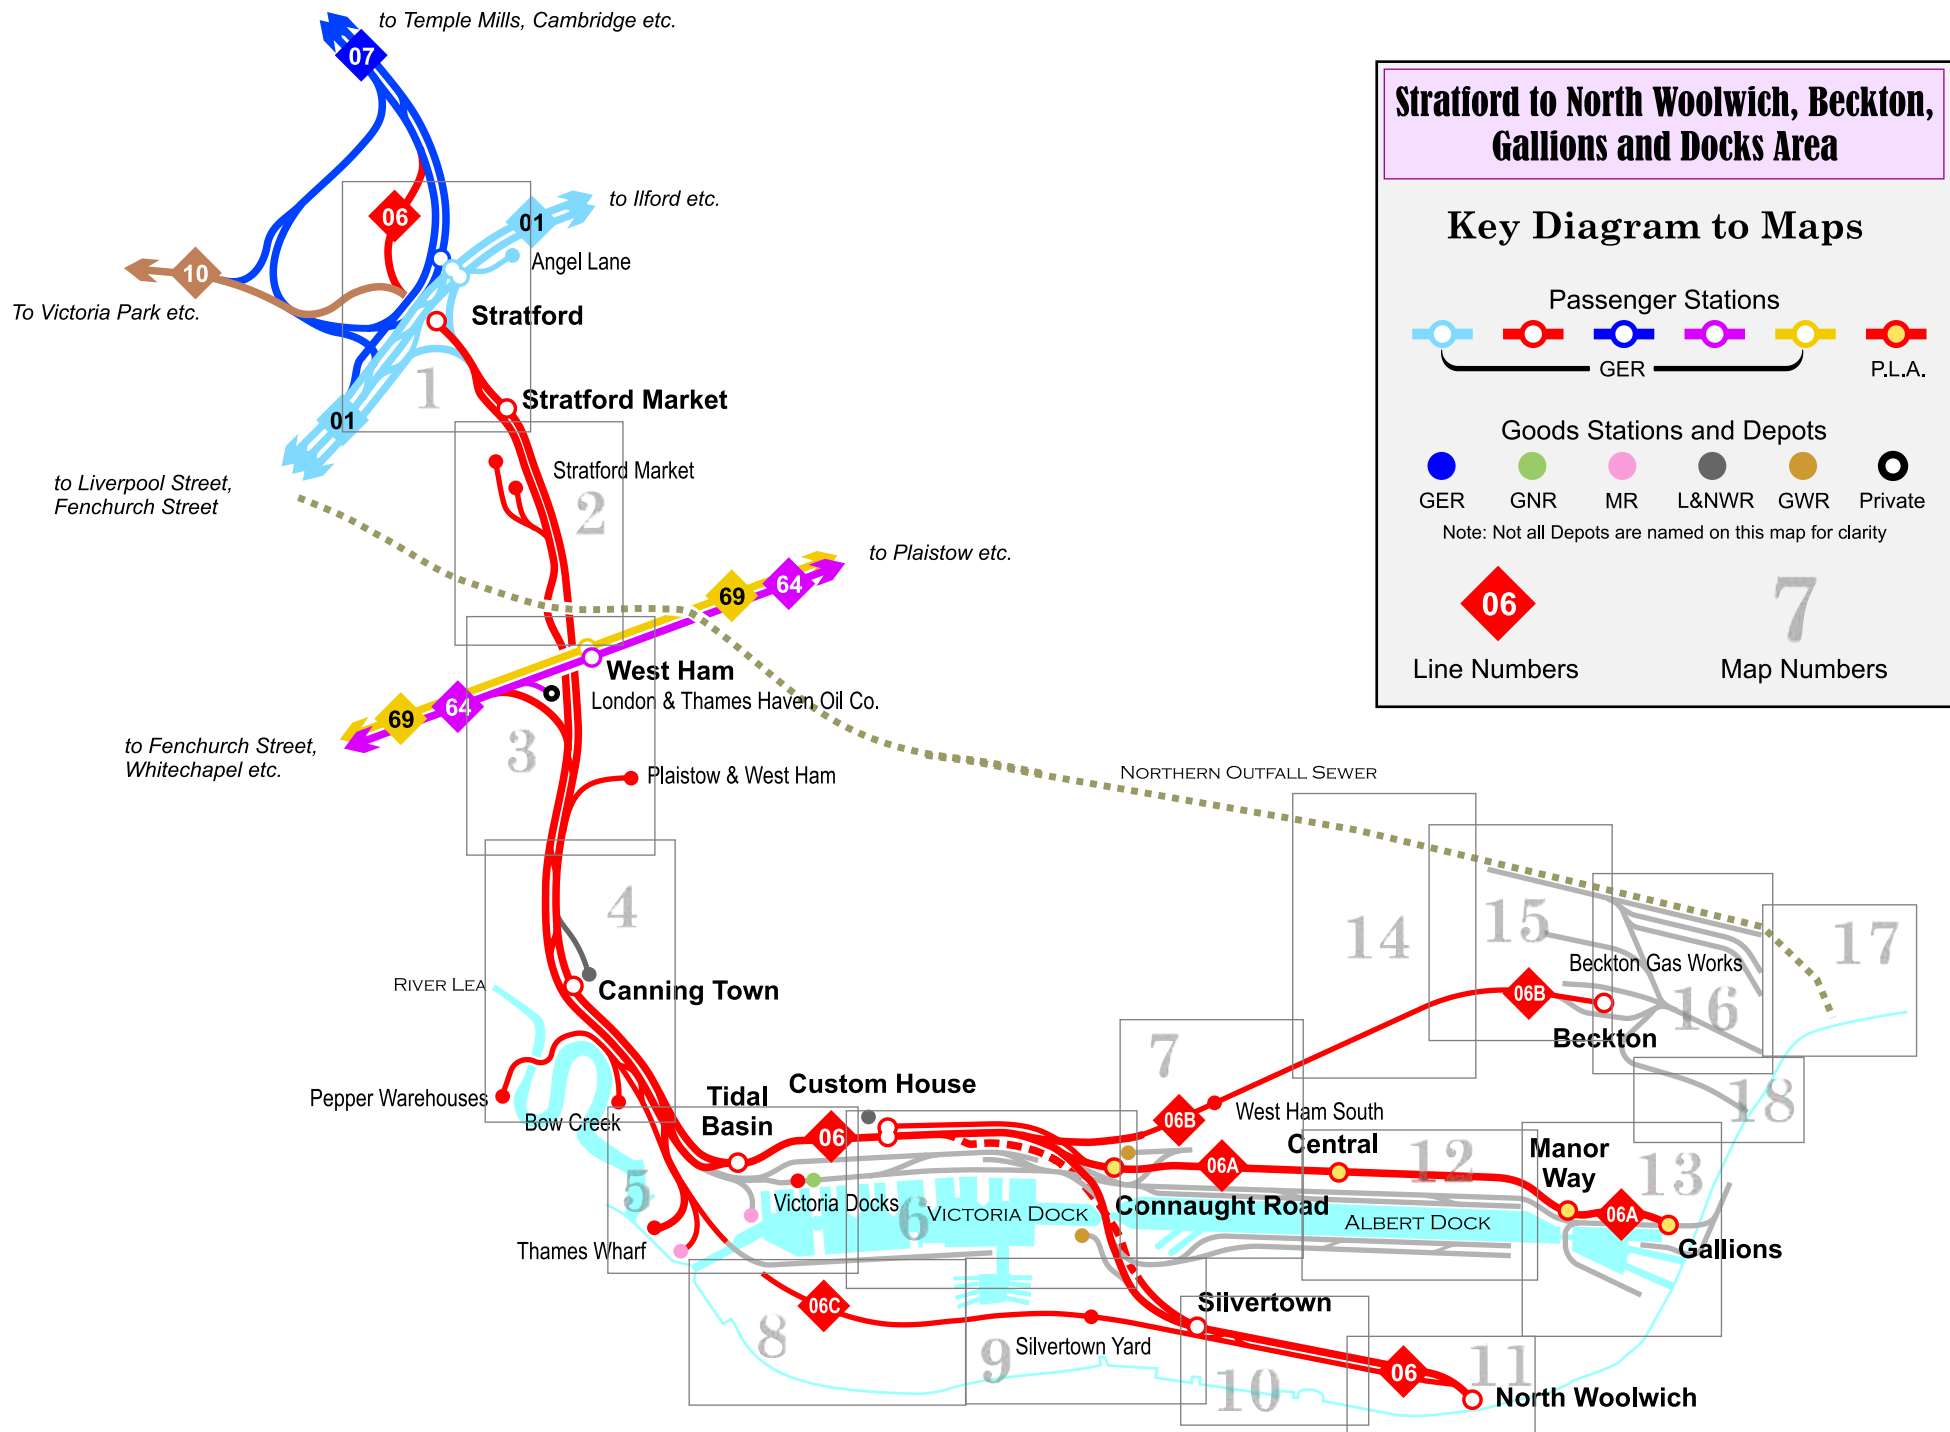 to Temple Mills, Cambridge etc.
07
Stratford to North Woolwich, Beckton,
Gallions and Docks Area
Key Diagram to Maps
Passenger Stations
GER
P.L.A.
Goods Stations and Depots
GER
GNR
MR
L&NWR
GWR
Private
Note: Not all Depots are named on this map for clarity
06
7
Line Numbers
Map Numbers
06
01
to Ilford etc.
Angel Lane
10
To Victoria Park etc.
Stratford
1
01
Stratford Market
to Liverpool Street,
Fenchurch Street
Stratford Market
2
to Plaistow etc.
69
64
West Ham
London & Thames Haven Oil Co.
69
64
to Fenchurch Street,
Whitechapel etc.
3
Plaistow & West Ham
Northern Outfall Sewer
4
14
15
17
Beckton Gas Works
River Lea
Canning Town
06B
16
Beckton
7
Pepper Warehouses
Bow Creek
Tidal
Basin
Custom House
06
06B
West Ham South
18
Central
12
Manor
Way
13
06A
5
Victoria Docks
6
Victoria Dock
Connaught Road
Albert Dock
06A
Gallions
Thames Wharf
06C
8
Silvertown
9
Silvertown Yard
10
06
11
North Woolwich